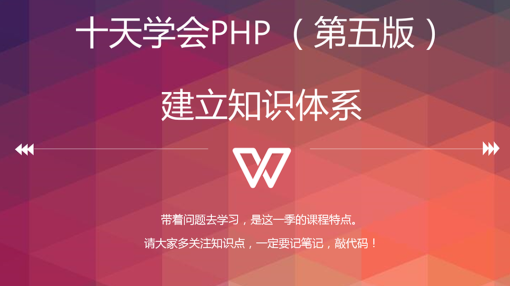 十天学会PHP（第五版）
建立知识体系
带着问题去学习，是这一季的课程特点。
请大家多关注知识点，一定要记笔记，敲代码！